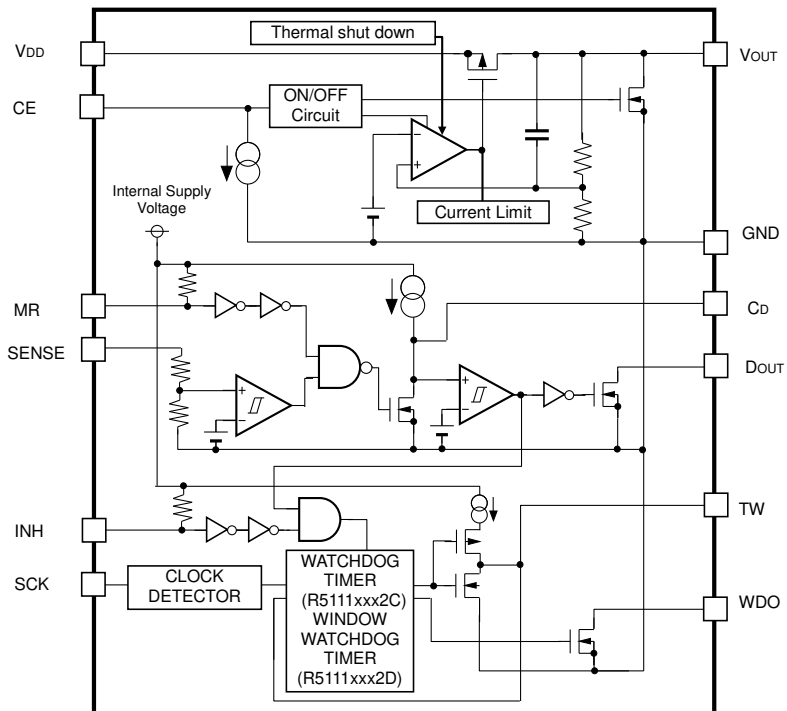 Thermal shut down
VDD
VOUT
CE
ON/OFF
Circuit
−
+
Internal Supply
Voltage
Current Limit
GND
MR
CD
SENSE
DOUT
+
−
+
−
INH
TW
SCK
CLOCK
DETECTOR
WATCHDOG
TIMER
(R5111xxx2C)
WINDOW
WATCHDOG
TIMER
(R5111xxx2D)
WDO